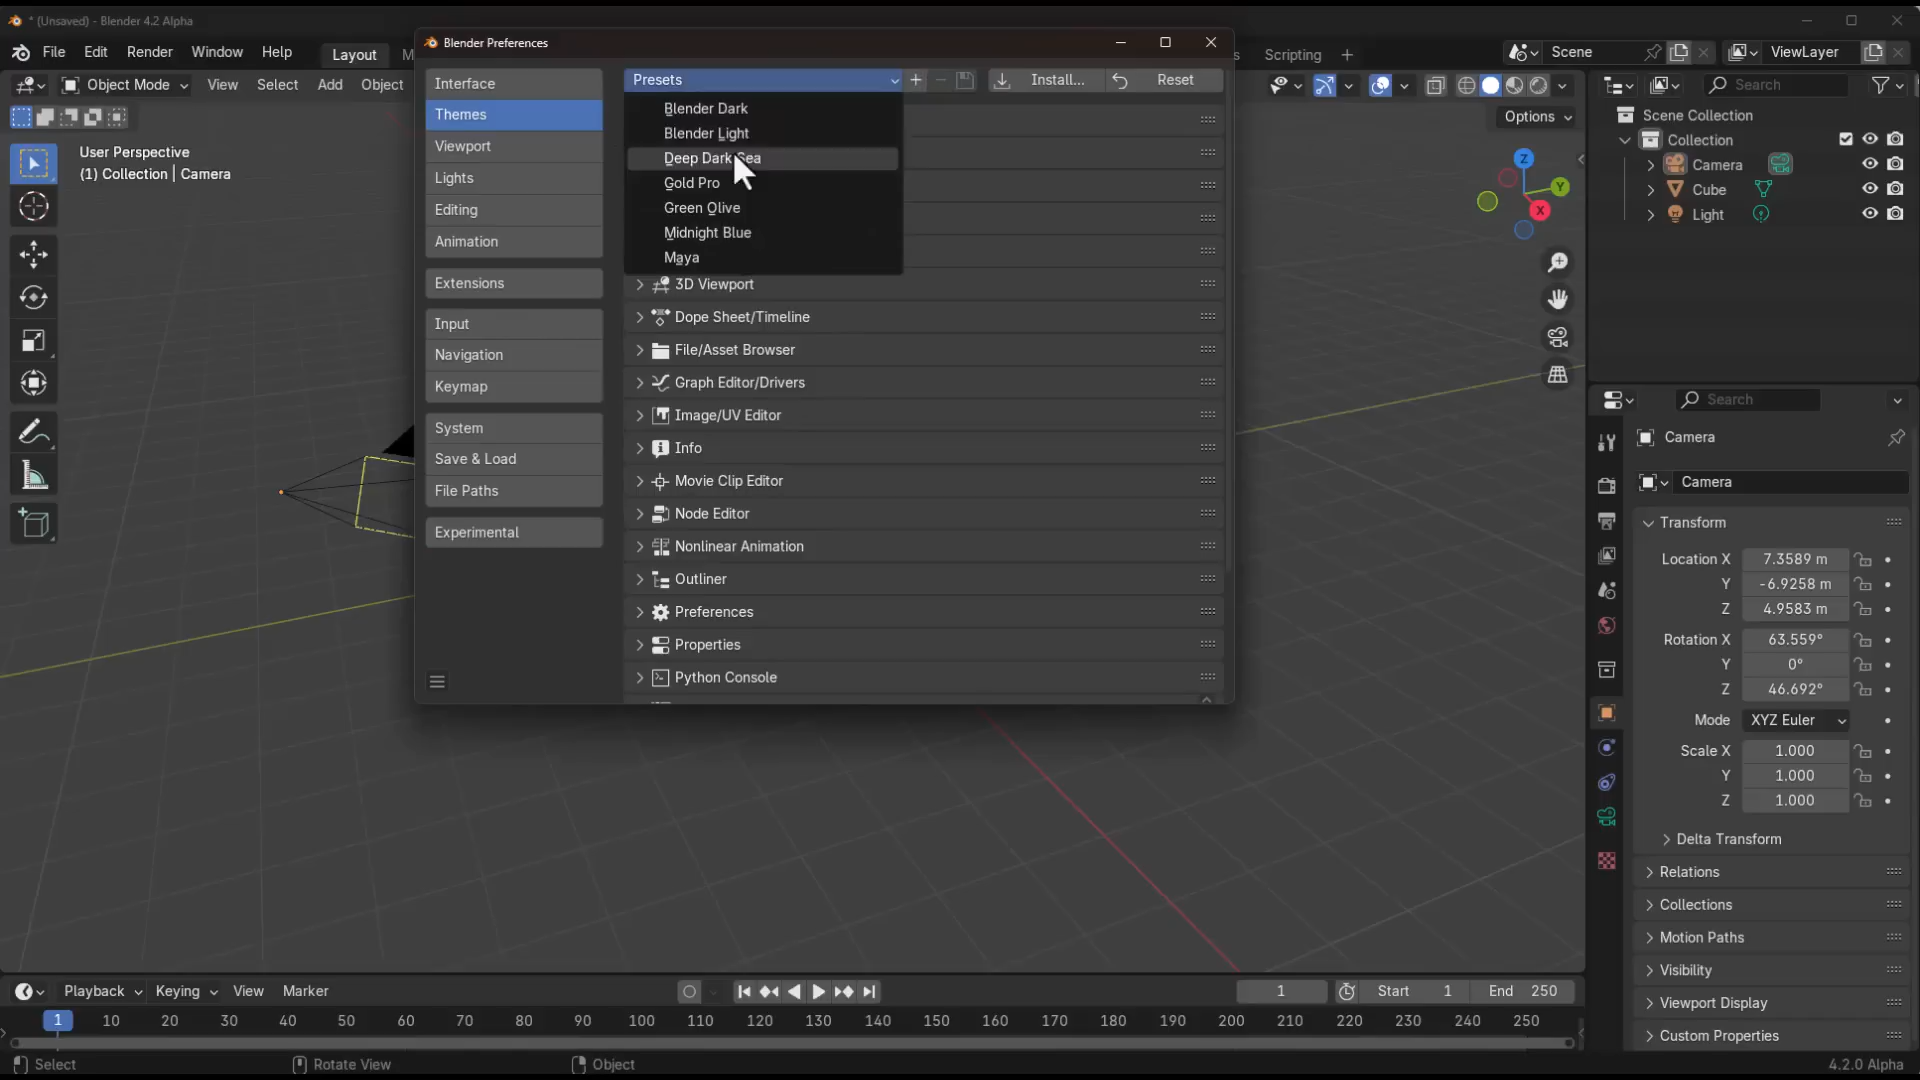 * (Unsaved) - Blender 4.2 Alpha
File Edit Render Window Help Layout
Scripting +
Scene
ViewLayer
Object Mode View Select Add Object
Options
User Perspective
(1) Collection | Camera
Z
Y
X
Blender Preferences
Interface
Themes
Viewport
Lights
Editing
Animation
Extensions
Input
Navigation
Keymap
System
Save & Load
File Paths
Experimental
Presets
Install...
Reset
Blender Dark
Blender Light
Deep Dark Sea
Gold Pro
Green Olive
Midnight Blue
Maya
3D Viewport
Dope Sheet/Timeline
File/Asset Browser
Graph Editor/Drivers
Image/UV Editor
Info
Movie Clip Editor
Node Editor
Nonlinear Animation
Outliner
Preferences
Properties
Python Console
Search
Scene Collection
Collection
Camera
Cube
Light
Search
Camera
Camera
Transform
Location X 7.3589 m
Y -6.9258 m
Z 4.9583 m
Rotation X 63.559°
Y 0°
Z 46.692°
Mode XYZ Euler
Scale X 1.000
Y 1.000
Z 1.000
Delta Transform
Relations
Collections
Motion Paths
Visibility
Viewport Display
Custom Properties
Playback Keying View Marker
1
Start 1
End 250
1 10 20 30 40 50 60 70 80 90 100 110 120 130 140 150 160 170 180 190 200 210 220 230 240 250
Select
Rotate View
Object
4.2.0 Alpha